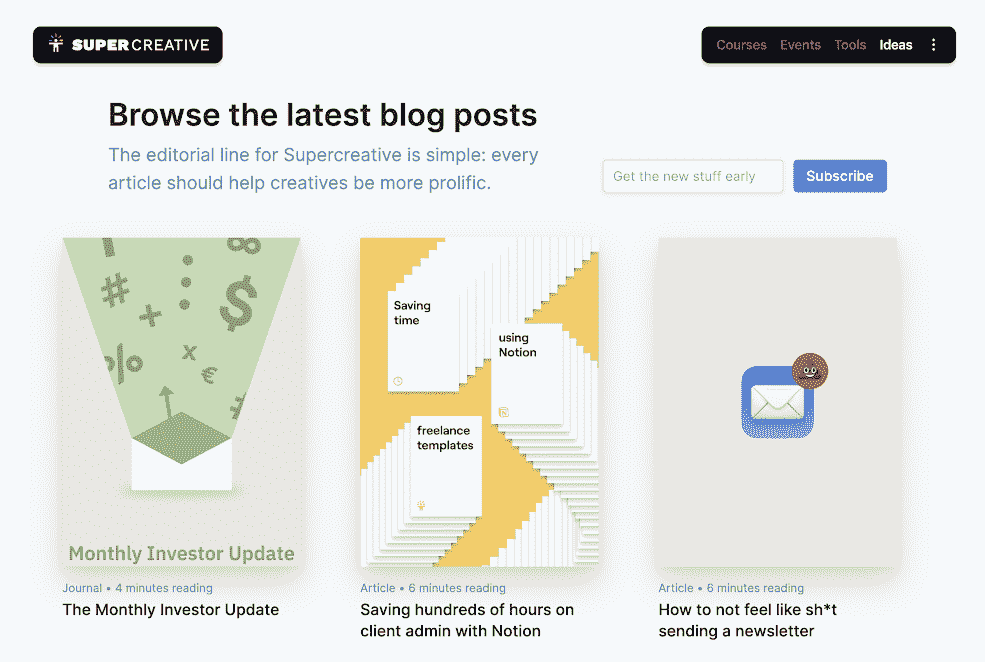 SUPERCREATIVE
Courses Events Tools Ideas
Browse the latest blog posts
The editorial line for Supercreative is simple: every
article should help creatives be more prolific.
Get the new stuff early
Subscribe
# + $ % x €
Monthly Investor Update
Saving
time
using
Notion
freelance
templates
Journal • 4 minutes reading
The Monthly Investor Update
Article • 6 minutes reading
Saving hundreds of hours on
client admin with Notion
Article • 6 minutes reading
How to not feel like sh*t
sending a newsletter